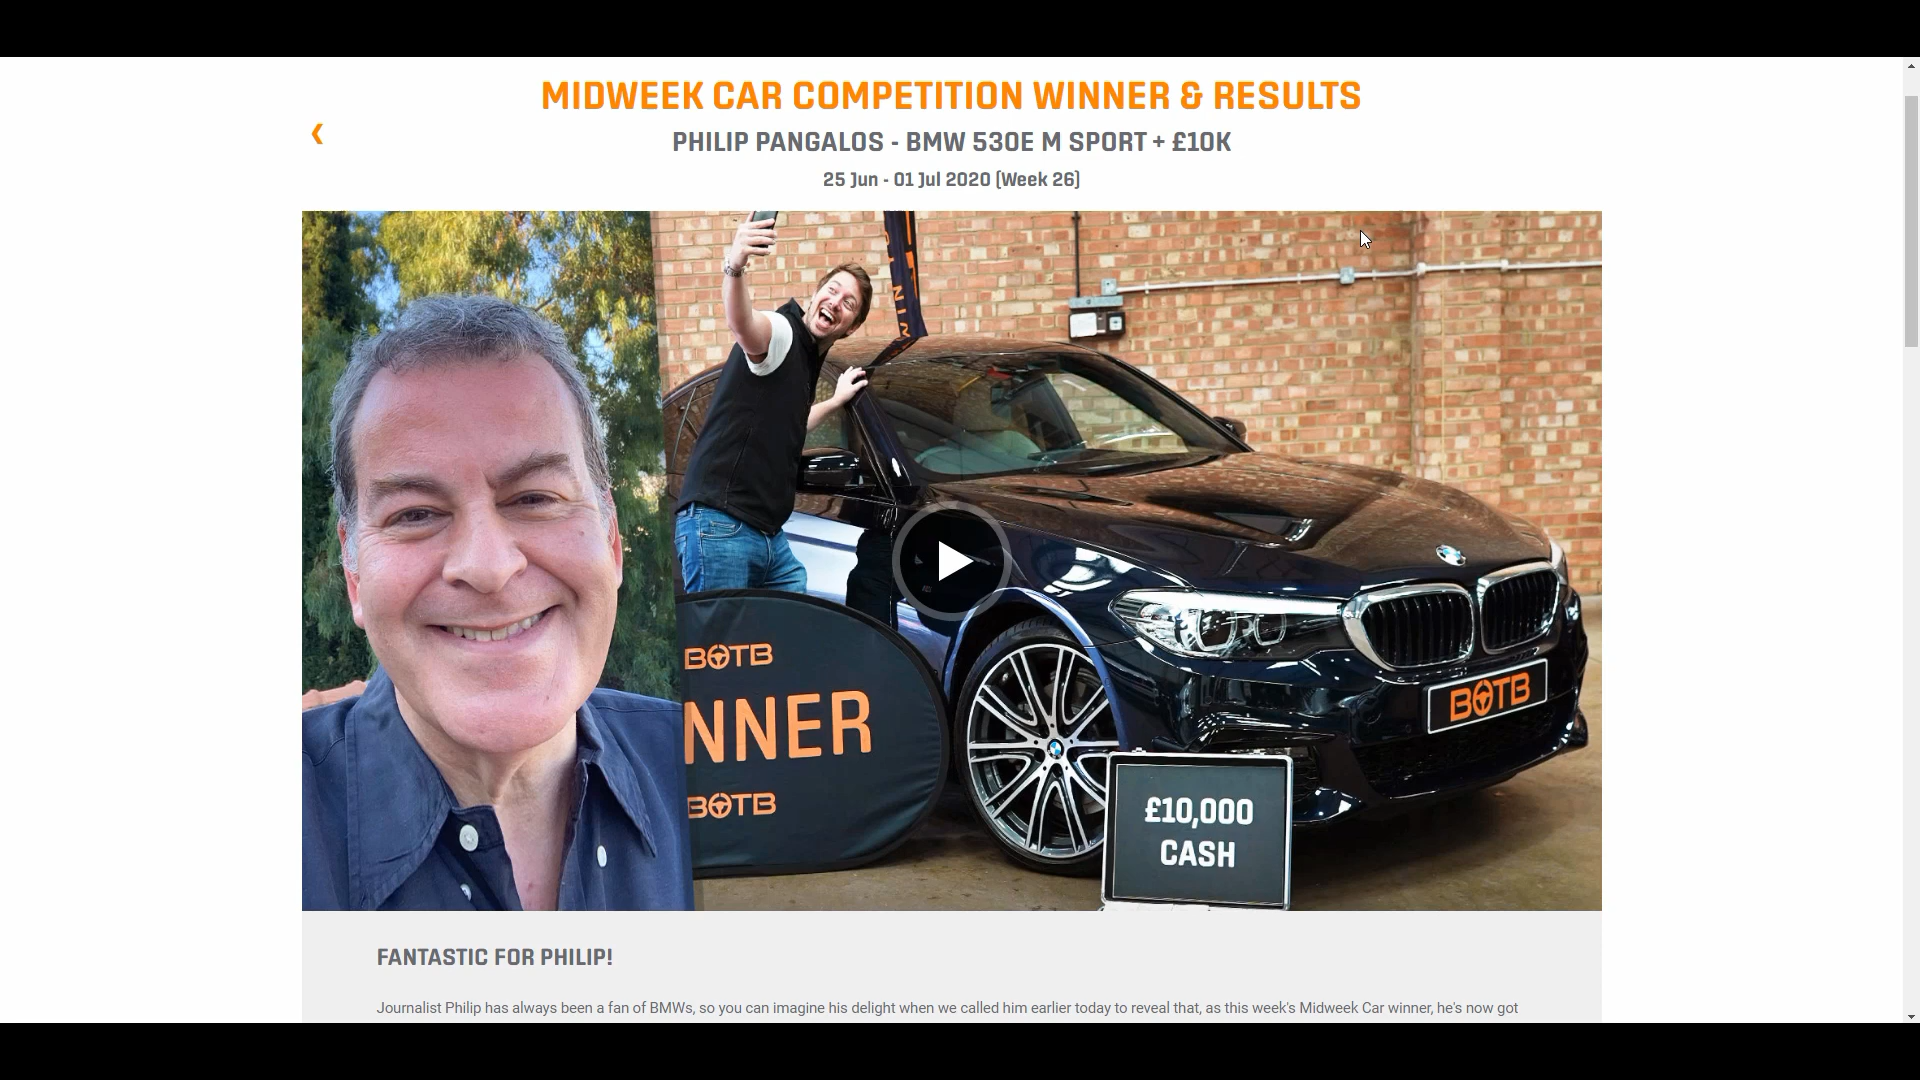 MIDWEEK CAR COMPETITION WINNER & RESULTS
PHILIP PANGALOS - BMW 530E M SPORT + £10K
25 Jun - 01 Jul 2020 (Week 26)
BOTB
NNER
BOTB
BOTB
£10,000
CASH
FANTASTIC FOR PHILIP!
Journalist Philip has always been a fan of BMWs, so you can imagine his delight when we called him earlier today to reveal that, as this week's Midweek Car winner, he's now got